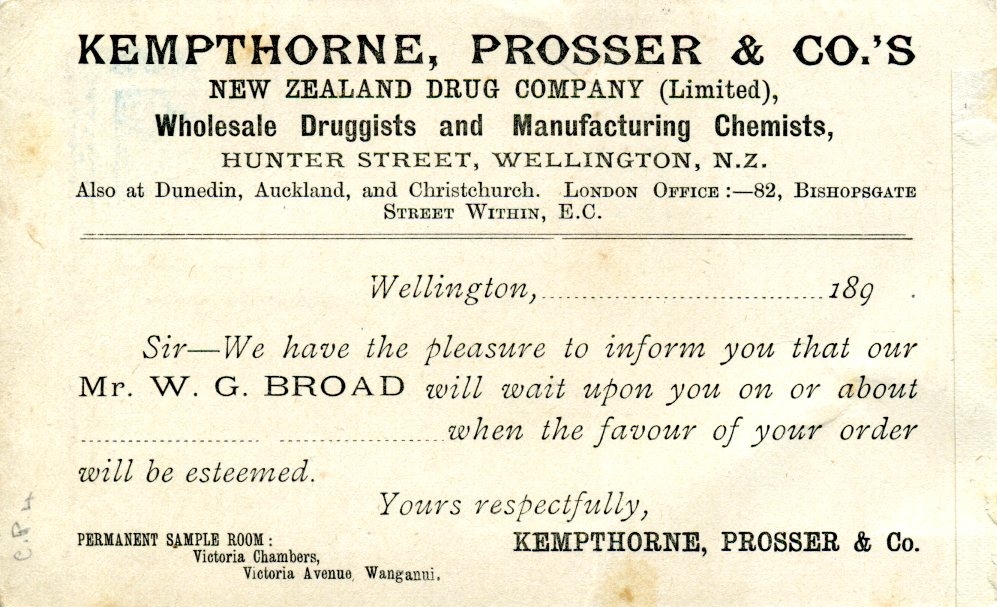 KEMPTHORNE, PROSSER & CO.'S
NEW ZEALAND DRUG COMPANY (Limited),
Wholesale Druggists and Manufacturing Chemists,
HUNTER STREET, WELLINGTON, N.Z.
Also at Dunedin, Auckland, and Christchurch. LONDON OFFICE :—82, BISHOPSGATE
STREET WITHIN, E.C.
Wellington,........................................189 .
Sir—We have the pleasure to inform you that our
Mr. W. G. BROAD will wait upon you on or about
.......................... ........................when the favour of your order
will be esteemed.
Yours respectfully,
KEMPTHORNE, PROSSER & Co.
PERMANENT SAMPLE ROOM :
Victoria Chambers,
Victoria Avenue, Wanganui.